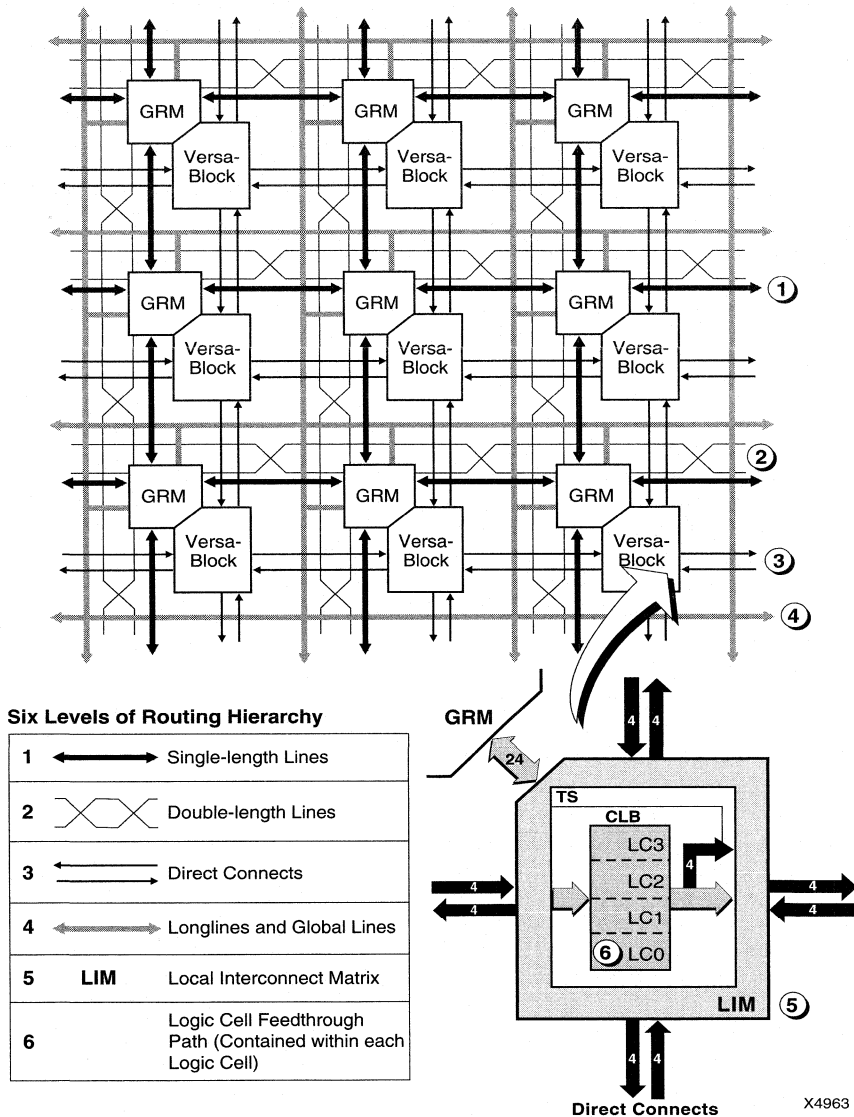 GRM GRM GRM
Versa- Versa- Versa-
Block Block Block
GRM GRM GRM 1
Versa- Versa- Versa-
Block Block Block
2
GRM GRM GRM
Versa- Versa- Versa-
Block Block Block 3
4
Six Levels of Routing Hierarchy
1 Single-length Lines
2 Double-length Lines
3 Direct Connects
4 Longlines and Global Lines
5 LIM Local Interconnect Matrix
6 Logic Cell Feedthrough
Path (Contained within each
Logic Cell)
GRM
24
4 4
TS
CLB
LC3
4
LC2
4 4
4 4
LC1
6 LC0
LIM 5
4 4
Direct Connects
X4963